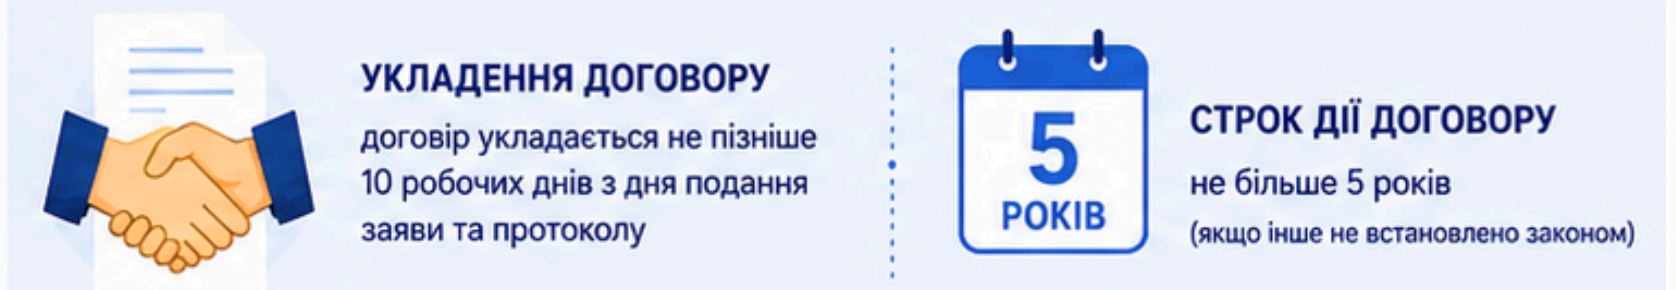 УКЛАДЕННЯ ДОГОВОРУ
договір укладається не пізніше
10 робочих днів з дня подання
заяви та протоколу
5
РОКІВ
СТРОК ДІЇ ДОГОВОРУ
не більше 5 років
(якщо інше не встановлено законом)